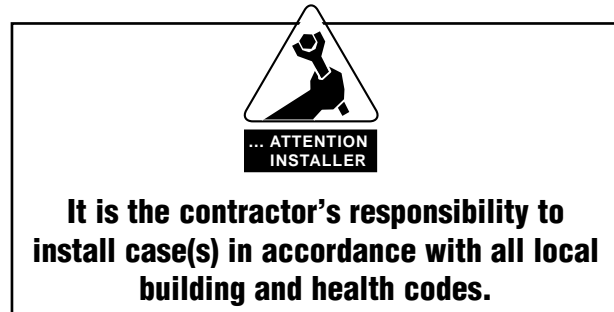 ... ATTENTION
INSTALLER
It is the contractor’s responsibility to
install case(s) in accordance with all local
building and health codes.